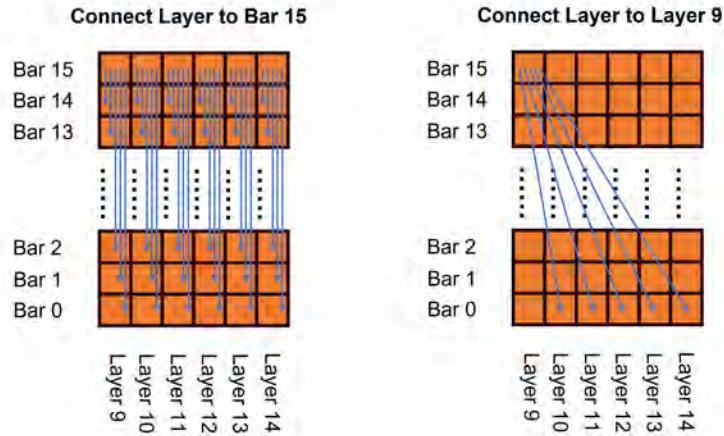 Connect Layer to Bar 15
Bar 15
Bar 14
Bar 13
Bar 2
Bar 1
Bar 0
Layer 9
Layer 10
Layer 11
Layer 12
Layer 13
Layer 14
Connect Layer to Layer 9
Bar 15
Bar 14
Bar 13
Bar 2
Bar 1
Bar 0
Layer 9
Layer 10
Layer 11
Layer 12
Layer 13
Layer 14